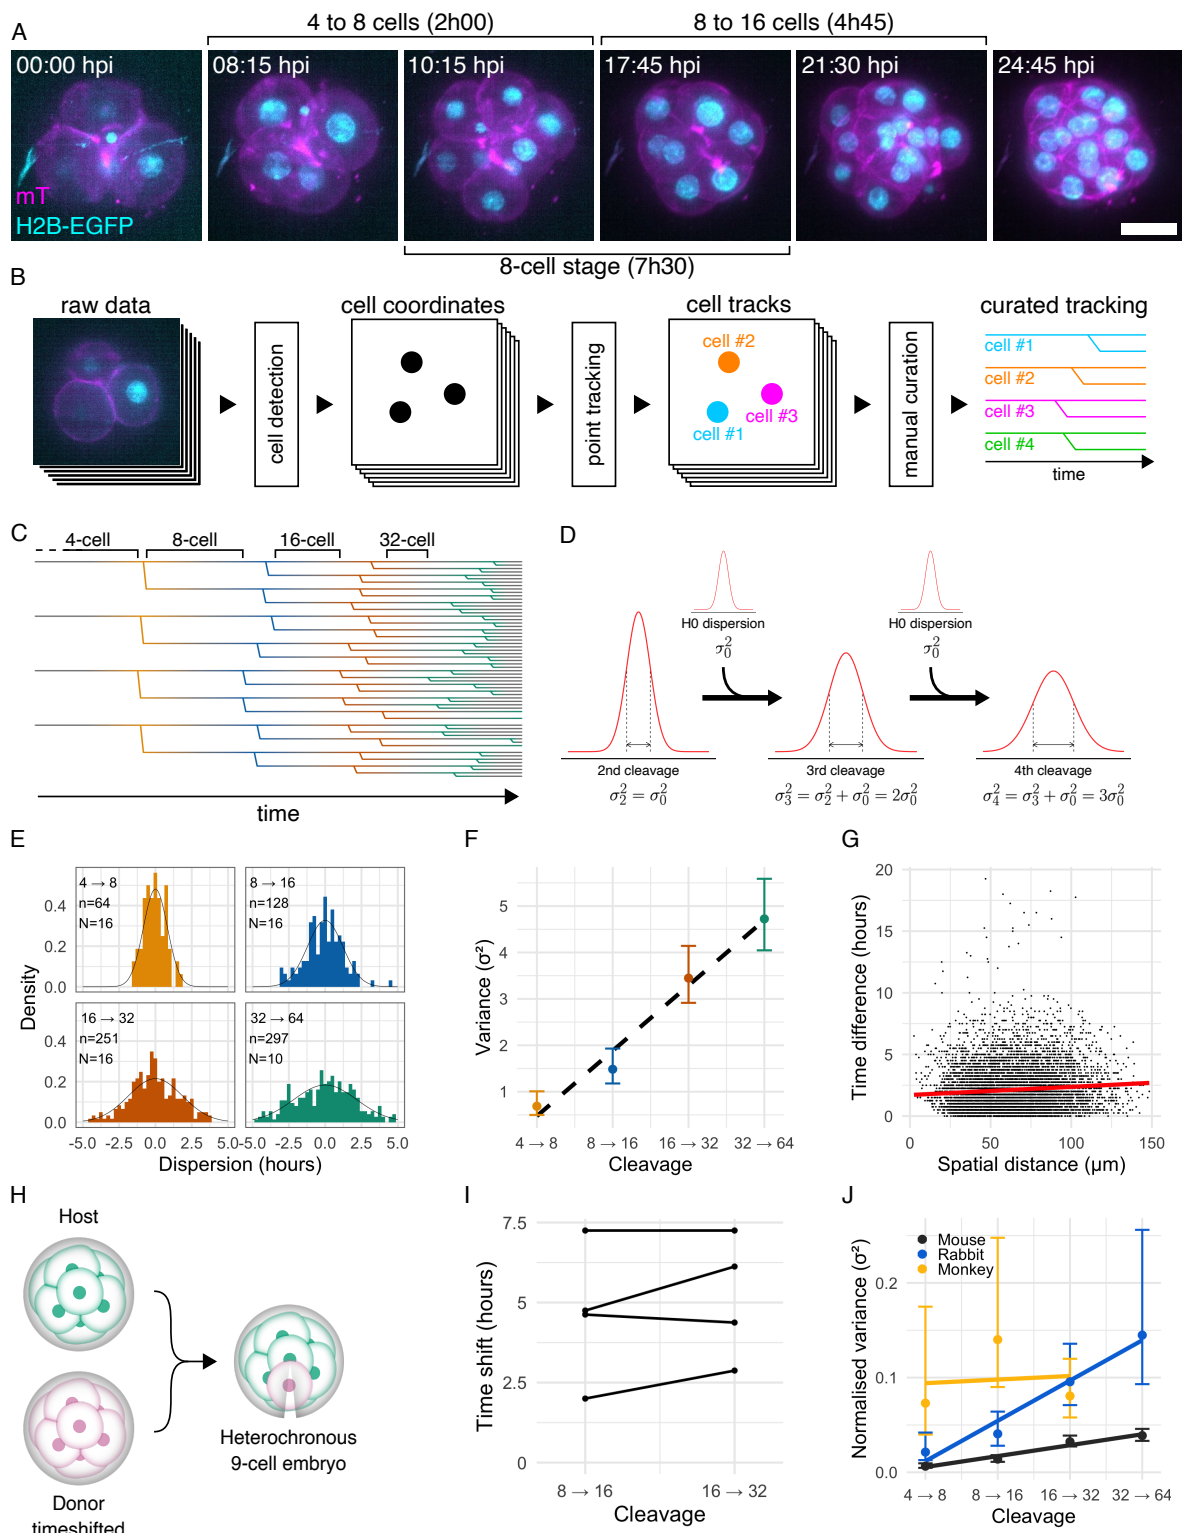 A
4 to 8 cells (2h00)
8 to 16 cells (4h45)
00:00 hpi
08:15 hpi
10:15 hpi
17:45 hpi
21:30 hpi
24:45 hpi
mT
H2B-EGFP
8-cell stage (7h30)
B
raw data
cell coordinates
cell tracks
curated tracking
cell detection
point tracking
cell #2
cell #3
cell #1
manual curation
cell #1
cell #2
cell #3
cell #4
time
C
4-cell
8-cell
16-cell
32-cell
time
D
H0 dispersion
σ₀²
H0 dispersion
σ₀²
2nd cleavage
σ₂² = σ₀²
3rd cleavage
σ₃² = σ₂² + σ₀² = 2σ₀²
4th cleavage
σ₄² = σ₃² + σ₀² = 3σ₀²
E
Density
0.4
0.2
0.0
0.4
0.2
0.0
4 → 8
n=64
N=16
8 → 16
n=128
N=16
16 → 32
n=251
N=16
32 → 64
n=297
N=10
-5.0 -2.5 0.0 2.5 5.0
-5.0 -2.5 0.0 2.5 5.0
Dispersion (hours)
F
Variance (σ²)
5
4
3
2
1
4 → 8
8 → 16
16 → 32
32 → 64
Cleavage
G
Time difference (hours)
20
15
10
5
0
0 50 100 150
Spatial distance (µm)
H
Host
Donor
timeshifted
Heterochronous
9-cell embryo
I
Time shift (hours)
7.5
5
2.5
0
8 → 16
16 → 32
Cleavage
J
Normalised variance (σ²)
Mouse
Rabbit
Monkey
0.2
0.1
0.0
4 → 8
8 → 16
16 → 32
32 → 64
Cleavage